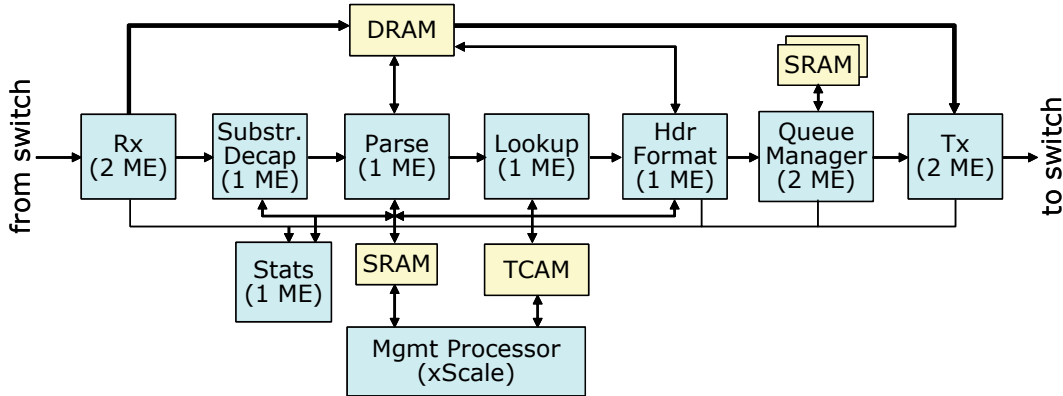 DRAM
SRAM
from switch
Rx
(2 ME)
Substr.
Decap
(1 ME)
Parse
(1 ME)
Lookup
(1 ME)
Hdr
Format
(1 ME)
Queue
Manager
(2 ME)
Tx
(2 ME)
to switch
Stats
(1 ME)
SRAM
TCAM
Mgmt Processor
(xScale)